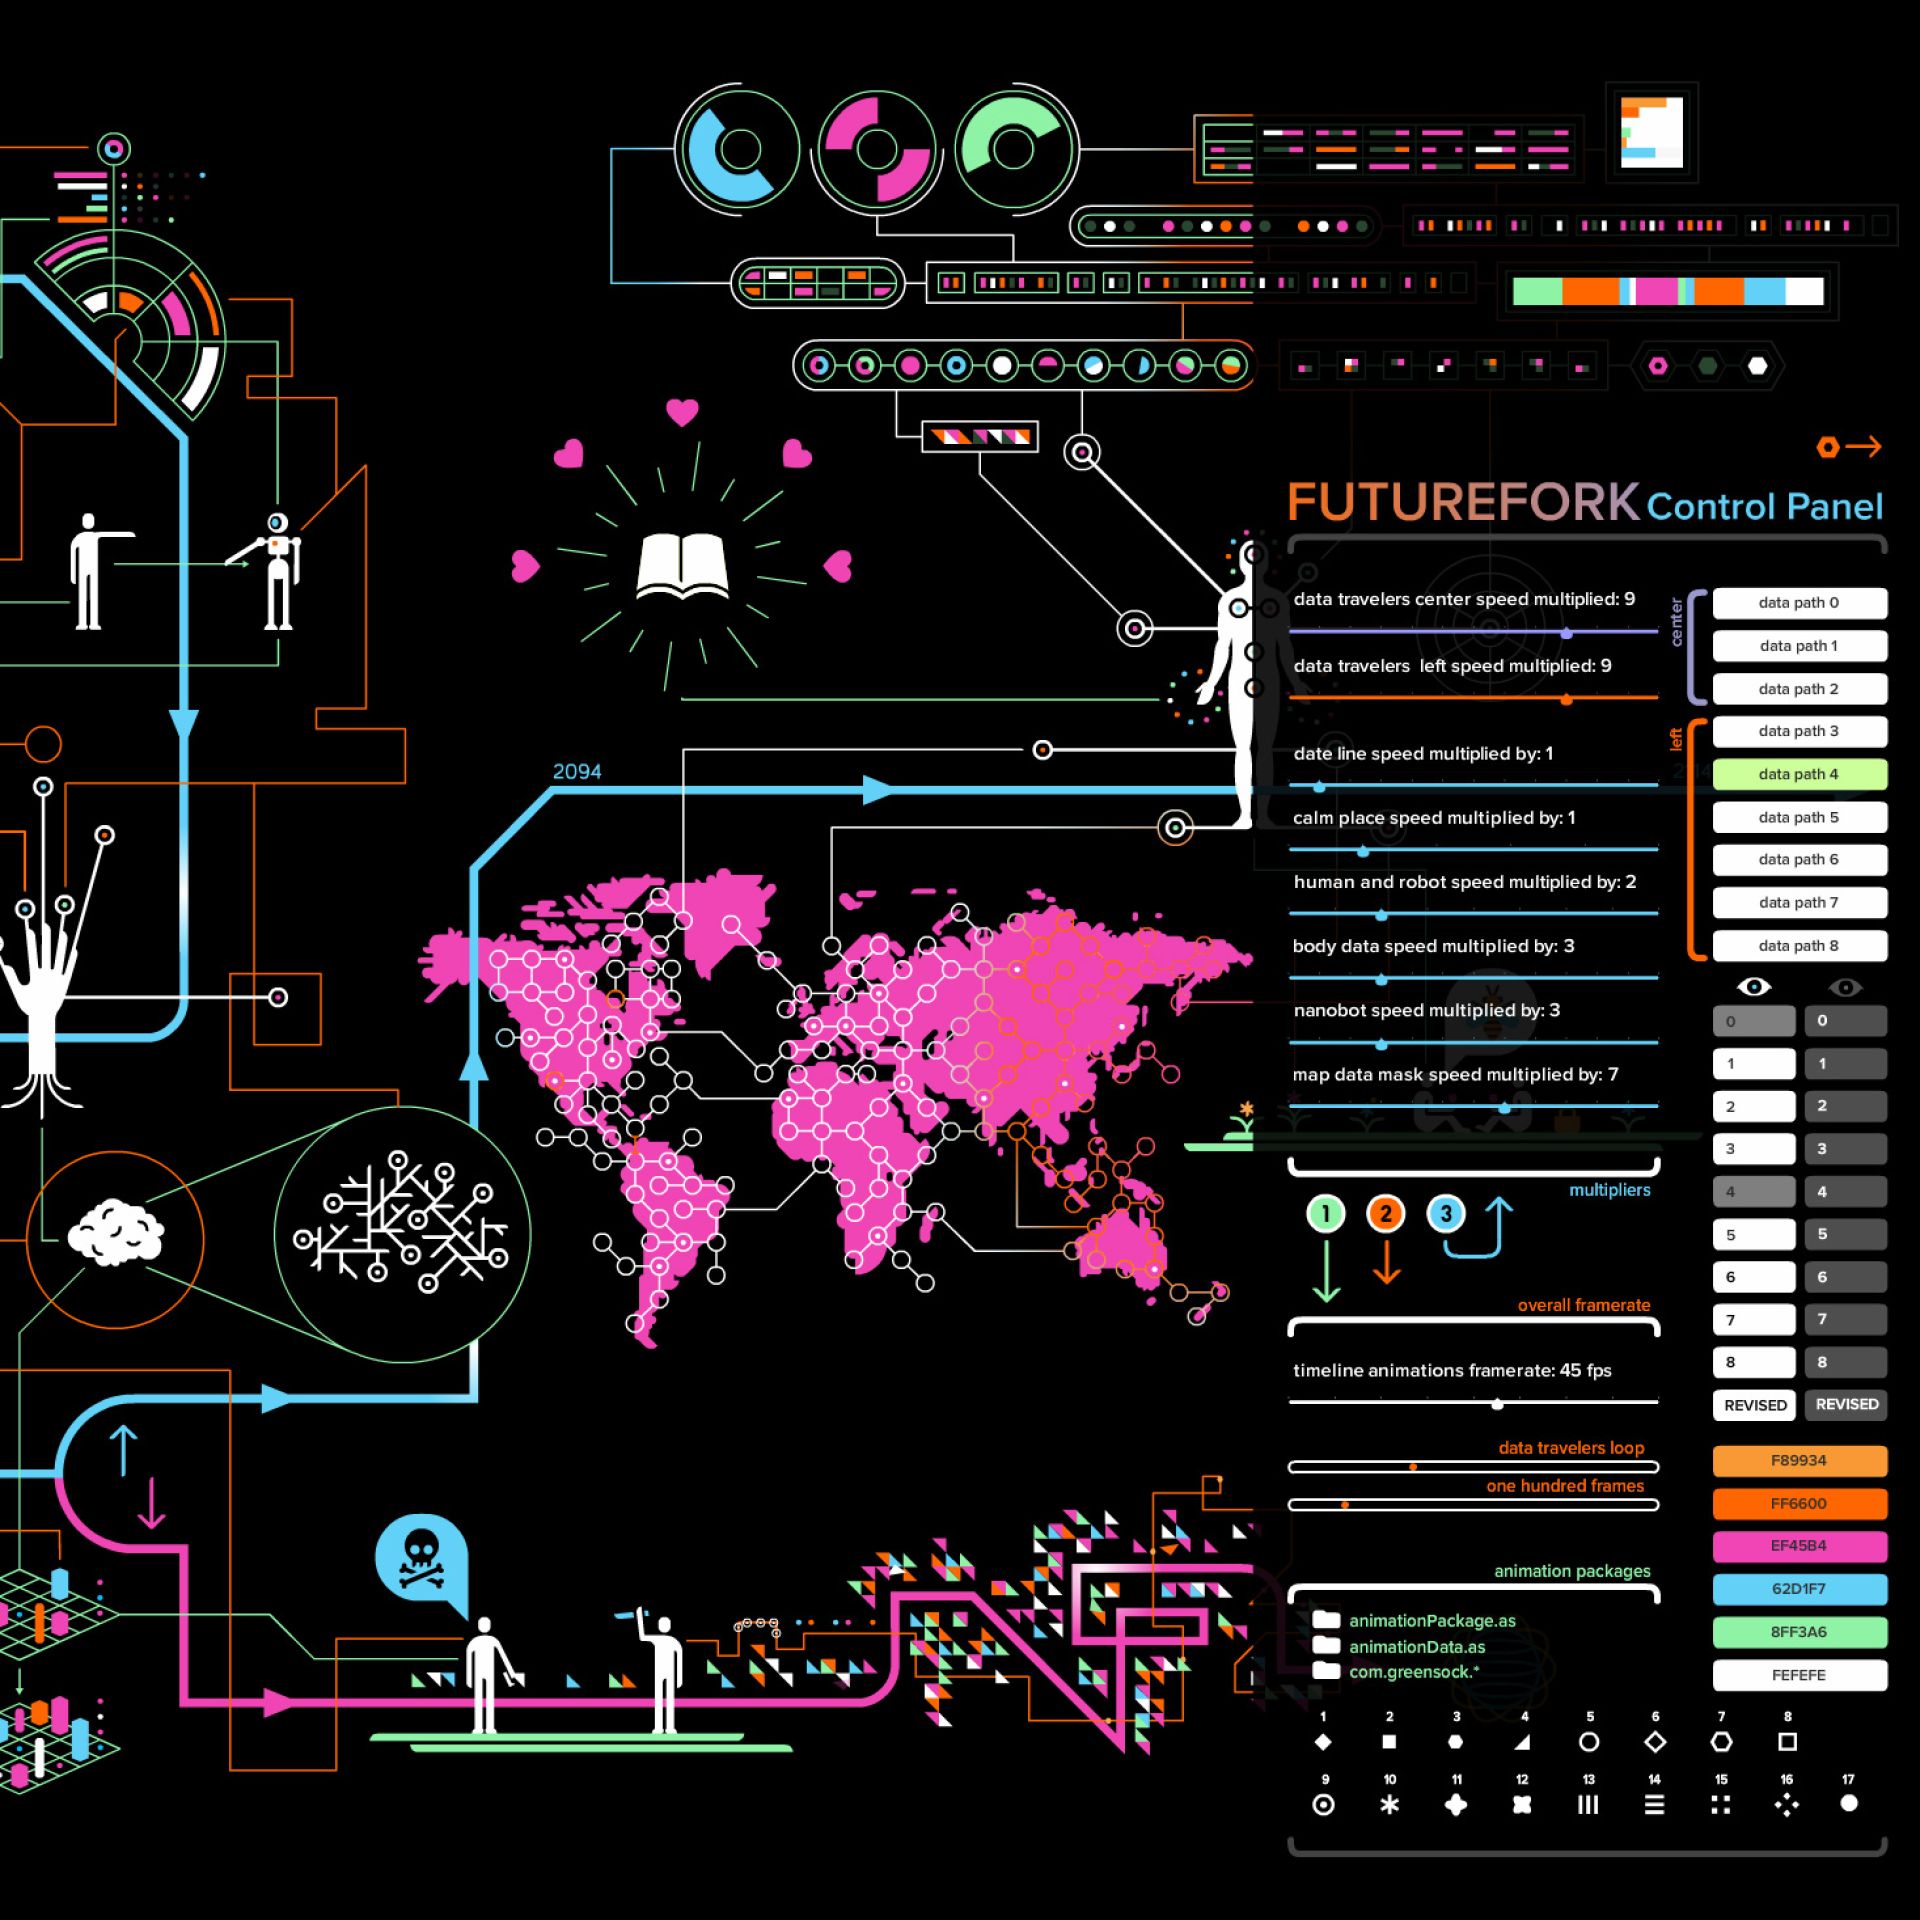 FUTUREFORK Control Panel
data travelers center speed multiplied: 9
data travelers left speed multiplied: 9
date line speed multiplied by: 1
calm place speed multiplied by: 1
human and robot speed multiplied by: 2
body data speed multiplied by: 3
nanobot speed multiplied by: 3
map data mask speed multiplied by: 7
multipliers
center
left
data path 0
data path 1
data path 2
data path 3
data path 4
data path 5
data path 6
data path 7
data path 8
2094
1 2 3
overall framerate
timeline animations framerate: 45 fps
data travelers loop
one hundred frames
animation packages
animationPackage.as
animationData.as
com.greensock.*
0 0
1 1
2 2
3 3
4 4
5 5
6 6
7 7
8 8
REVISED REVISED
F89934
FF6600
EF45B4
62D1F7
8FF3A6
FEFEFE
1 2 3 4 5 6 7 8
9 10 11 12 13 14 15 16 17